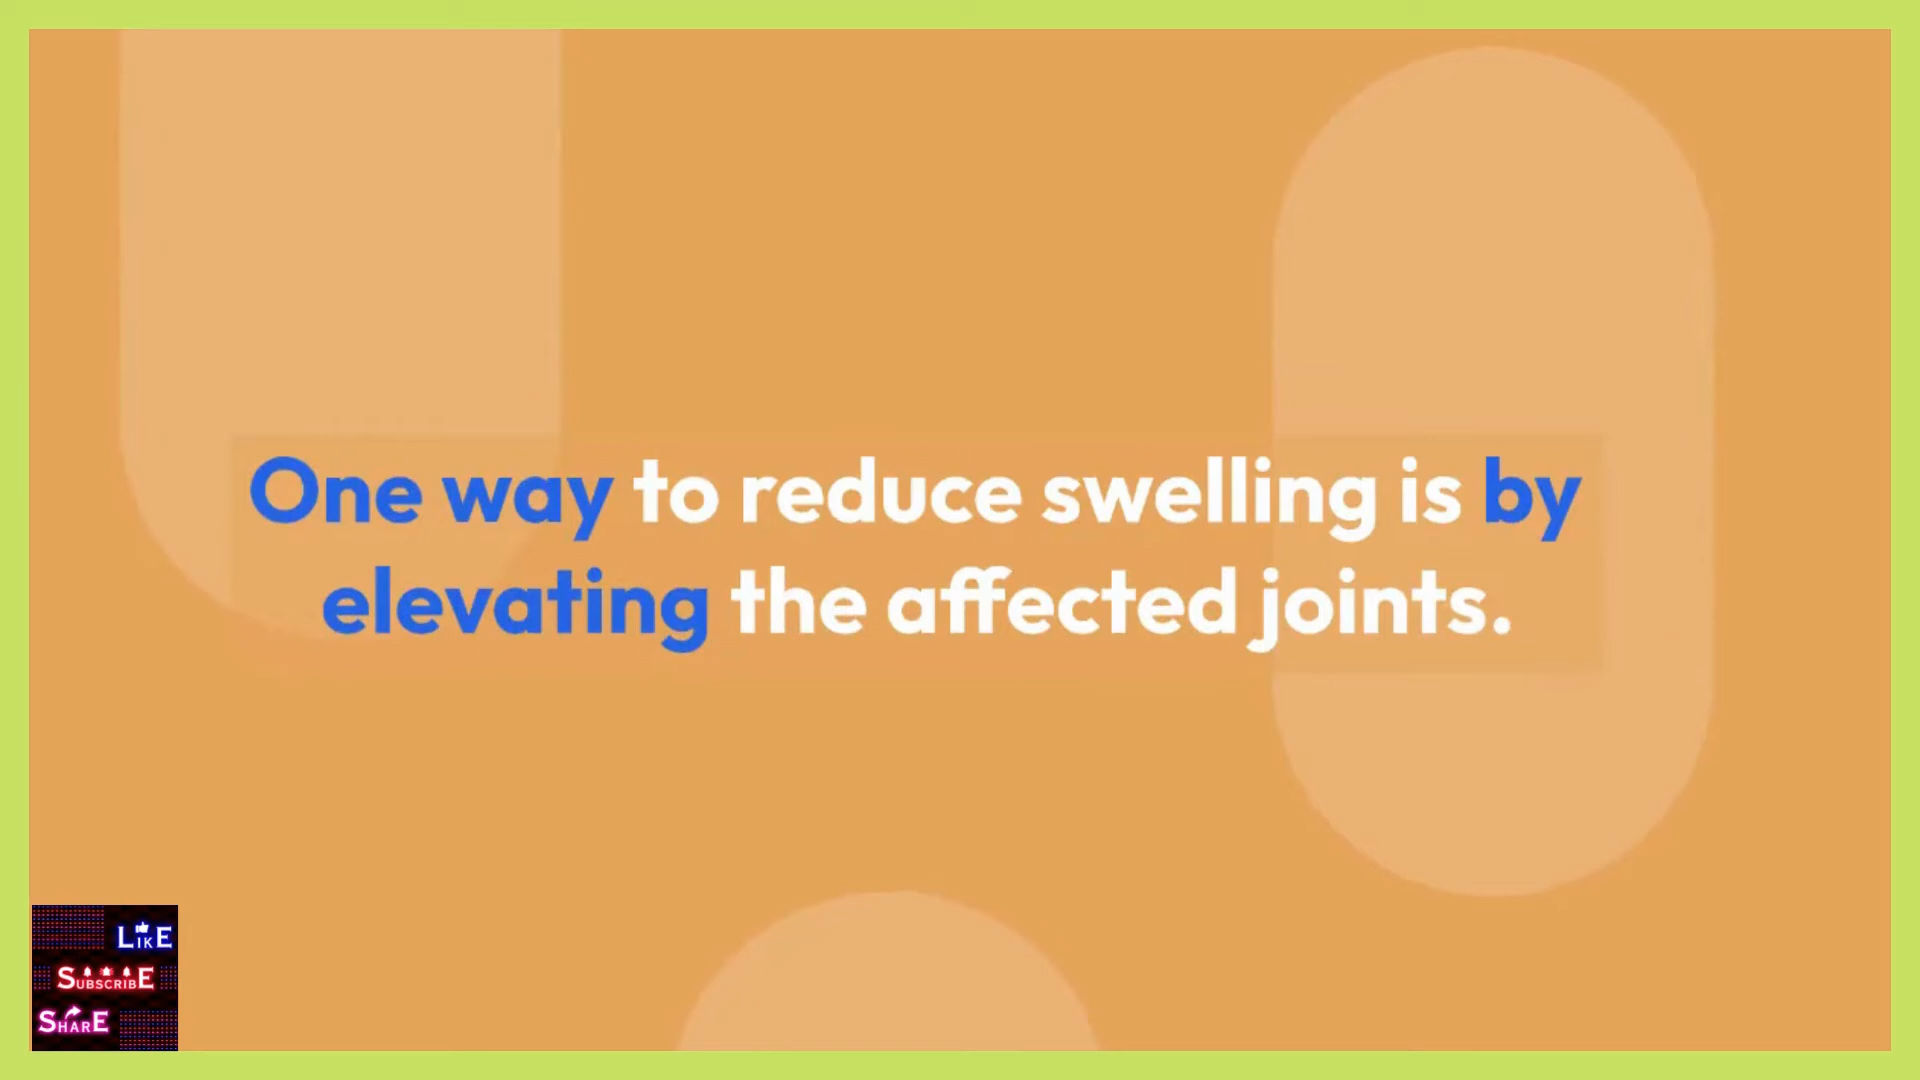 One way to reduce swelling is by
elevating the affected joints.
LIKE
SUBSCRIBE
SHARE